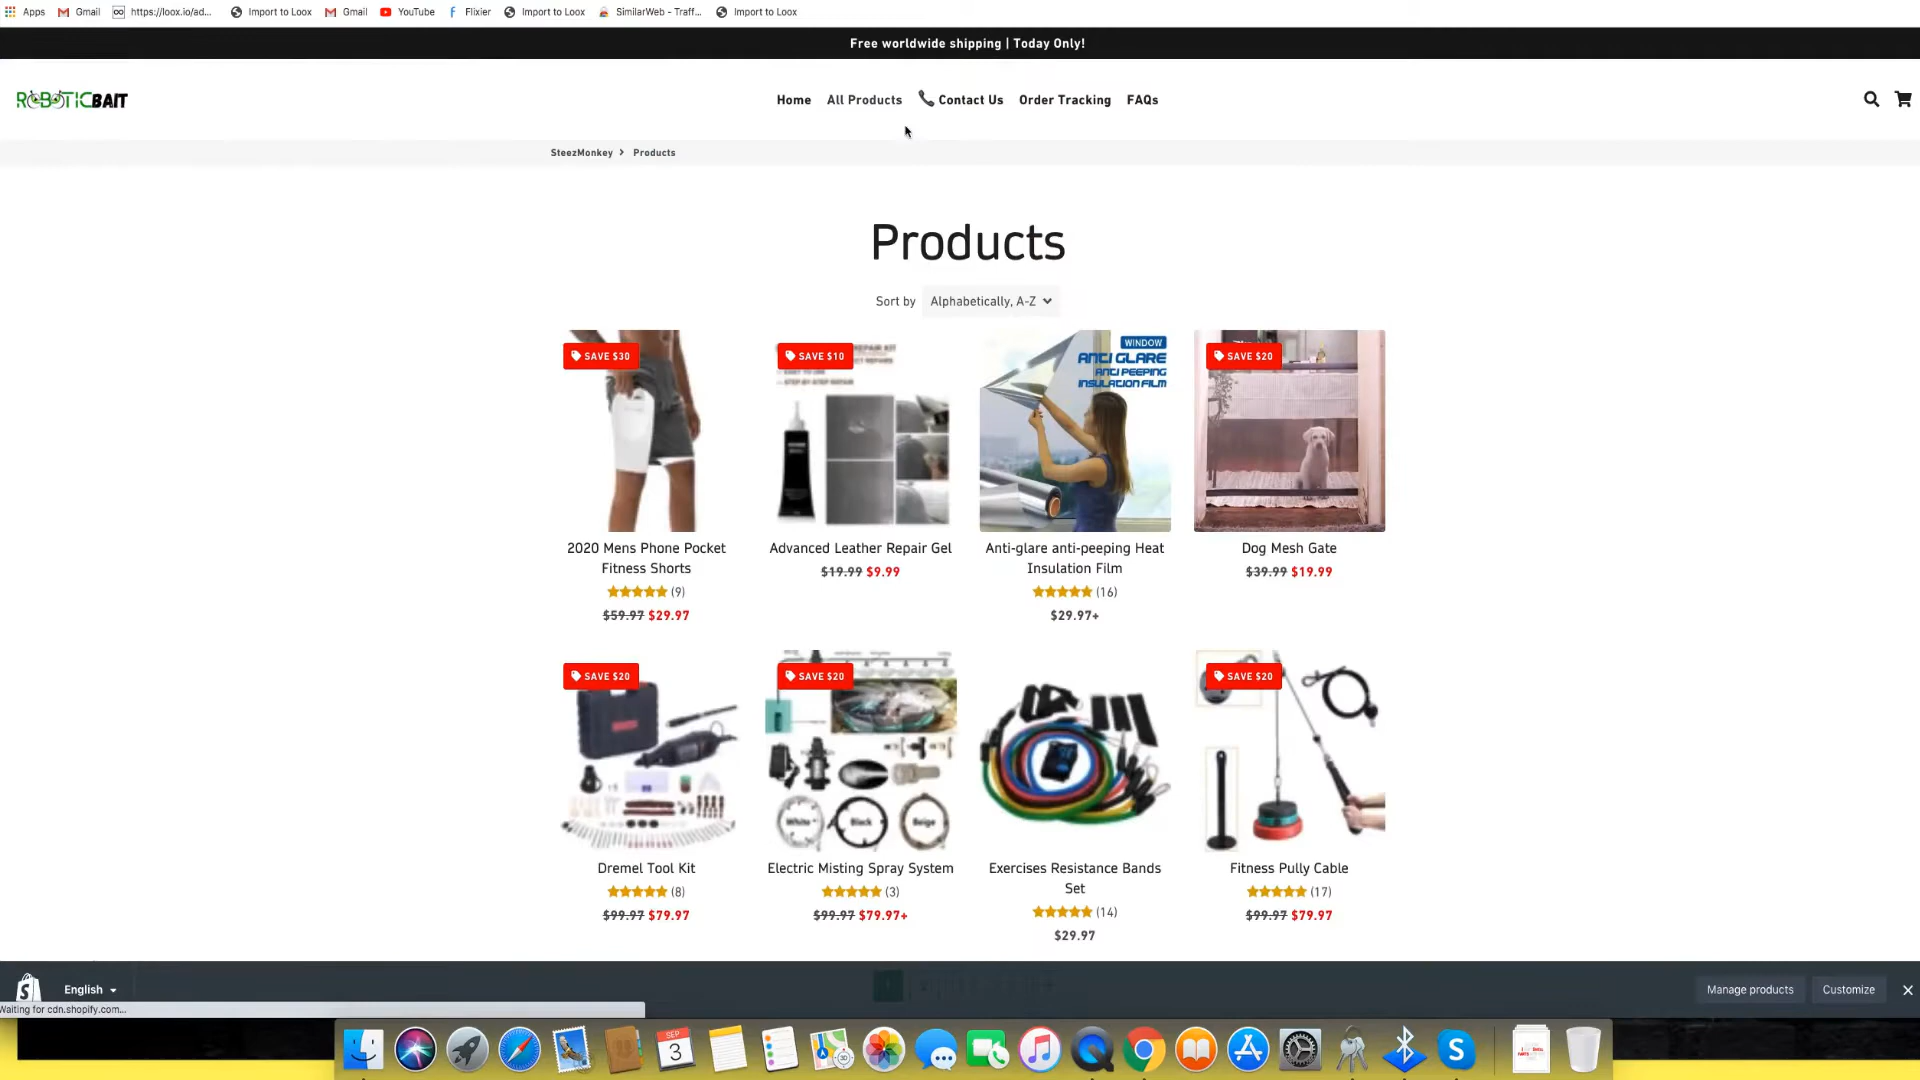 Apps Gmail https://loox.io/ad... Import to Loox Gmail YouTube Flixier Import to Loox SimilarWeb - Traff... Import to Loox
Free worldwide shipping | Today Only!
ROBOTICBAIT
Home All Products Contact Us Order Tracking FAQs
SteezMonkey > Products
Products
Sort by Alphabetically, A-Z
SAVE $30
SAVE $10
WINDOW
ANTI GLARE
ANTI PEEPING
INSULATION FILM
SAVE $20
2020 Mens Phone Pocket
Fitness Shorts
(9)
$59.97 $29.97
Advanced Leather Repair Gel
$19.99 $9.99
Anti-glare anti-peeping Heat
Insulation Film
(16)
$29.97+
Dog Mesh Gate
$39.99 $19.99
SAVE $20
SAVE $20
White
Black
Beige
SAVE $20
Dremel Tool Kit
(8)
$99.97 $79.97
Electric Misting Spray System
(3)
$99.97 $79.97+
Exercises Resistance Bands
Set
(14)
$29.97
Fitness Pully Cable
(17)
$99.97 $79.97
English
Manage products
Customize
Waiting for cdn.shopify.com...
SEP
3